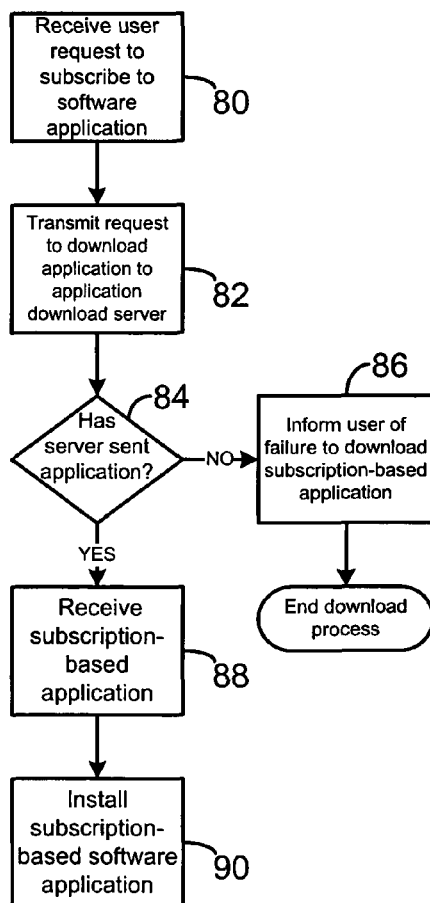 Receive user
request to
subscribe to
software
application
80
Transmit request
to download
application to
application
download server
82
84
Has
server sent
application?
NO
86
Inform user of
failure to download
subscription-based
application
End download
process
YES
Receive
subscription-
based
application
88
Install
subscription-
based software
application
90